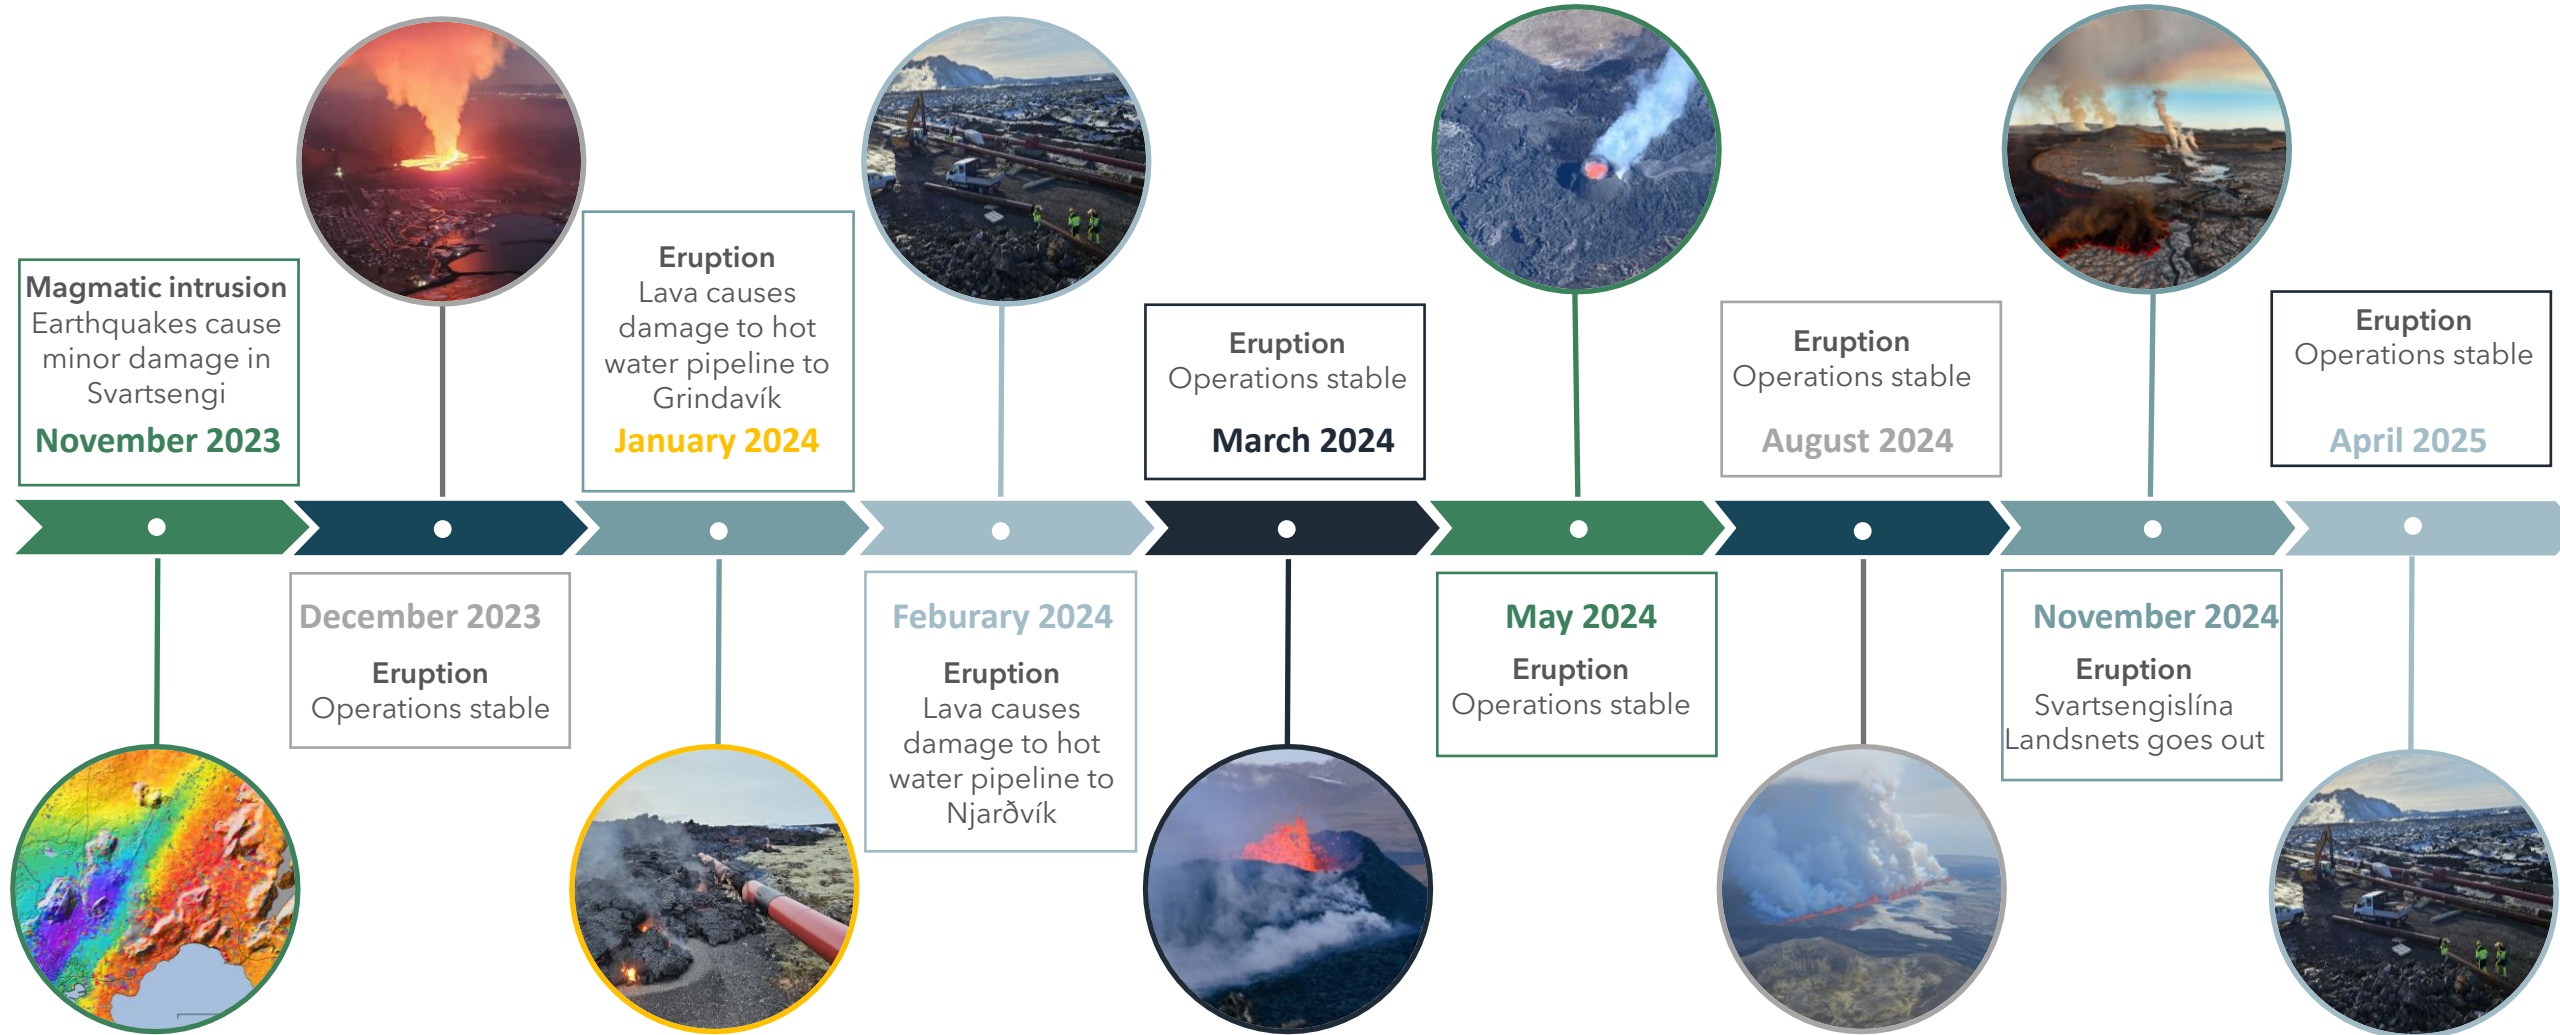 Magmatic intrusion
Earthquakes cause
minor damage in
Svartsengi
November 2023
December 2023
Eruption
Operations stable
Eruption
Lava causes
damage to hot
water pipeline to
Grindavík
January 2024
Feburary 2024
Eruption
Lava causes
damage to hot
water pipeline to
Njarðvík
Eruption
Operations stable
March 2024
May 2024
Eruption
Operations stable
Eruption
Operations stable
August 2024
November 2024
Eruption
Svartsengislína
Landsnets goes out
Eruption
Operations stable
April 2025